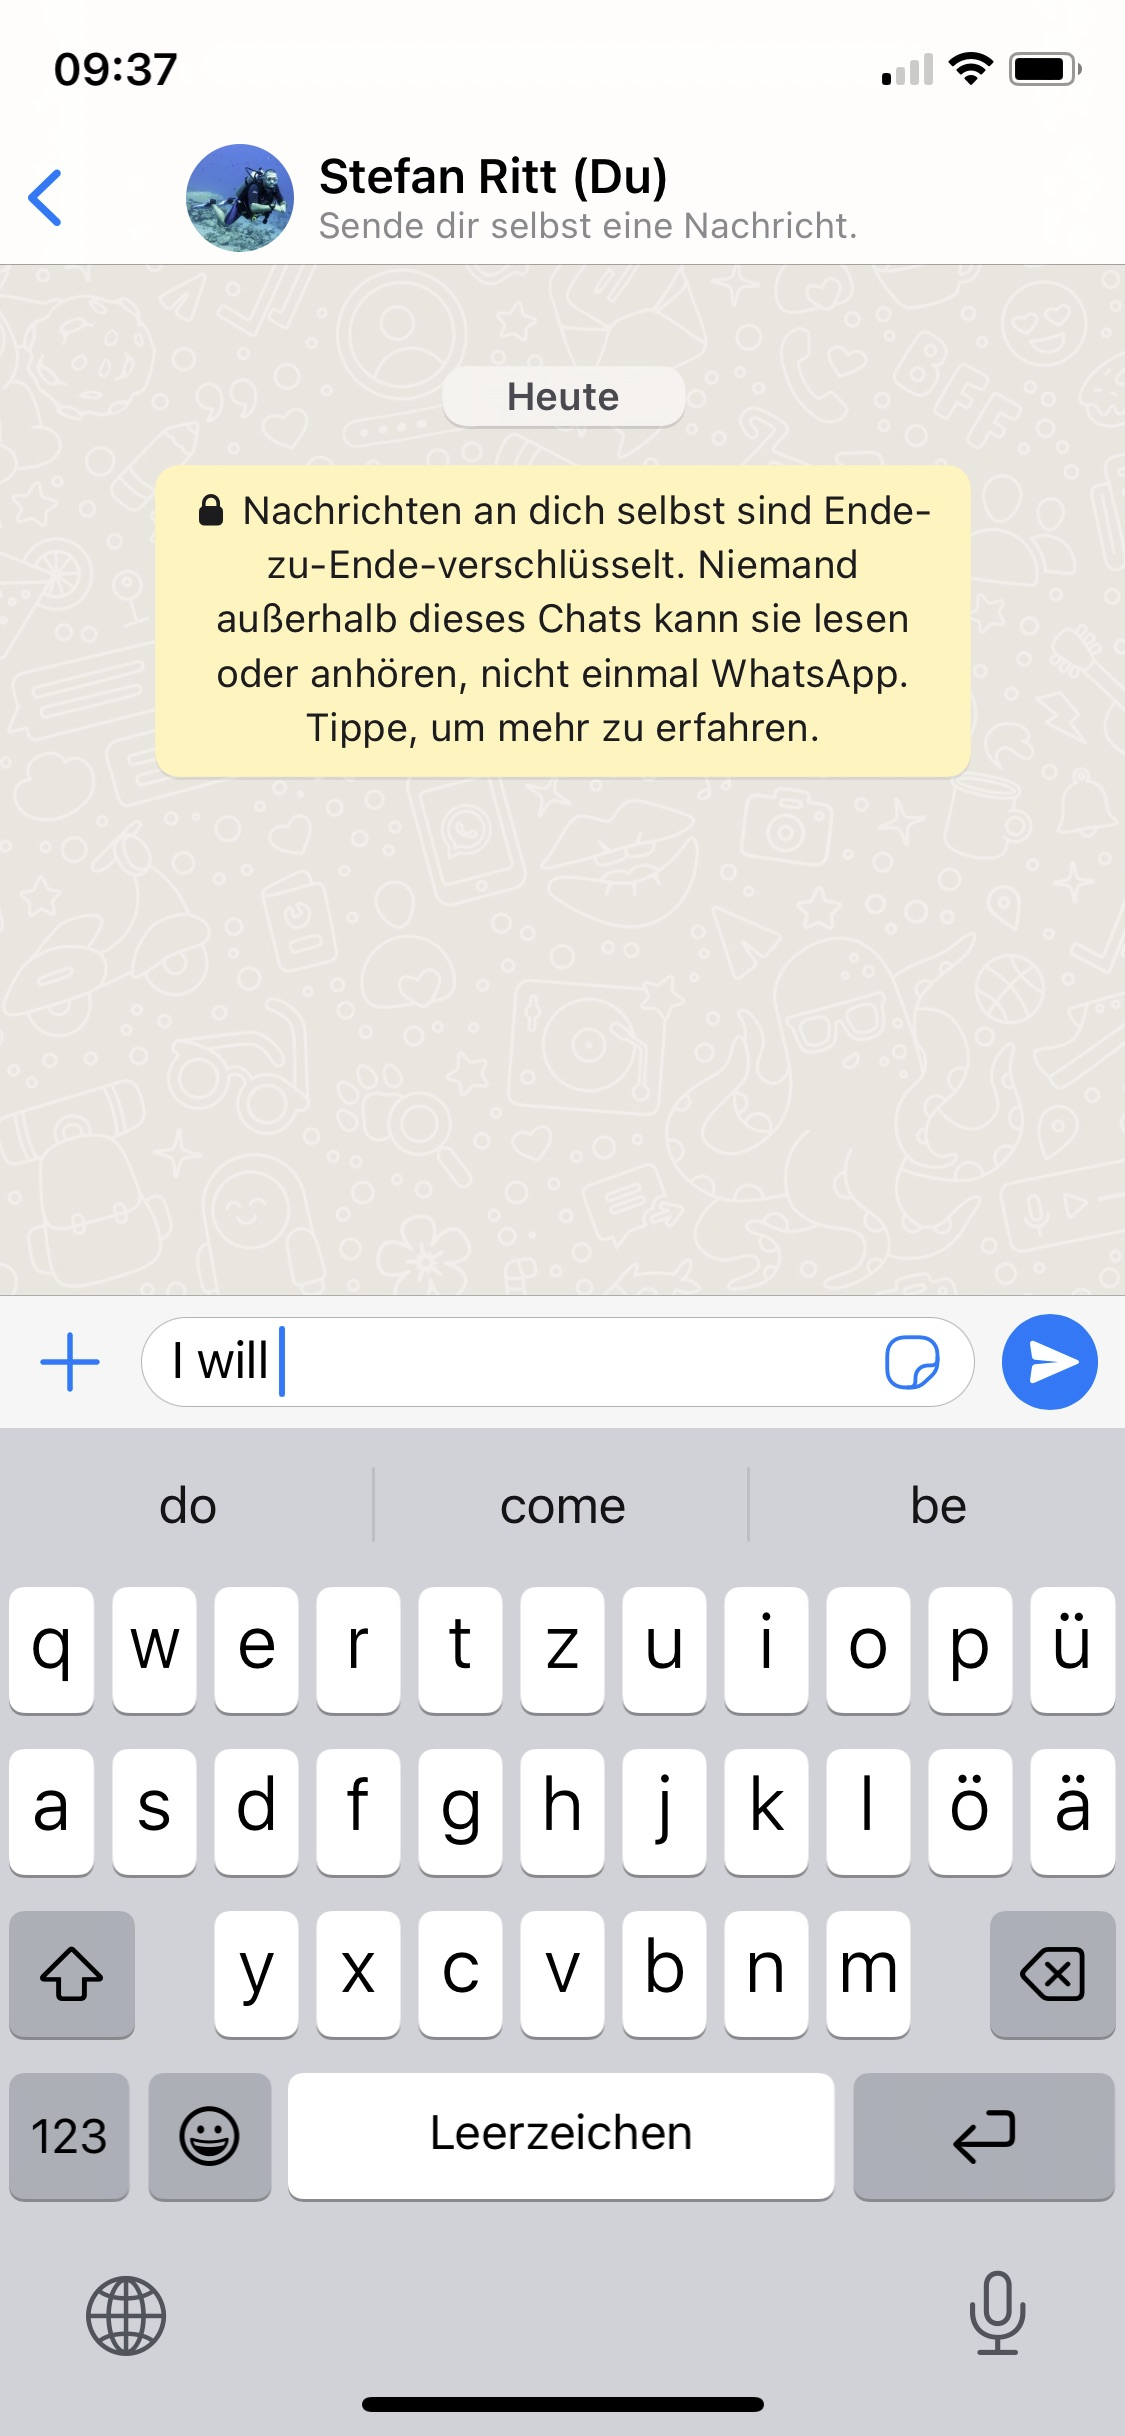 09:37
Stefan Ritt (Du)
Sende dir selbst eine Nachricht.
Heute
Nachrichten an dich selbst sind Ende-
zu-Ende-verschlüsselt. Niemand
außerhalb dieses Chats kann sie lesen
oder anhören, nicht einmal WhatsApp.
Tippe, um mehr zu erfahren.
I will
do come be
q w e r t z u i o p ü
a s d f g h j k l ö ä
y x c v b n m
123 Leerzeichen